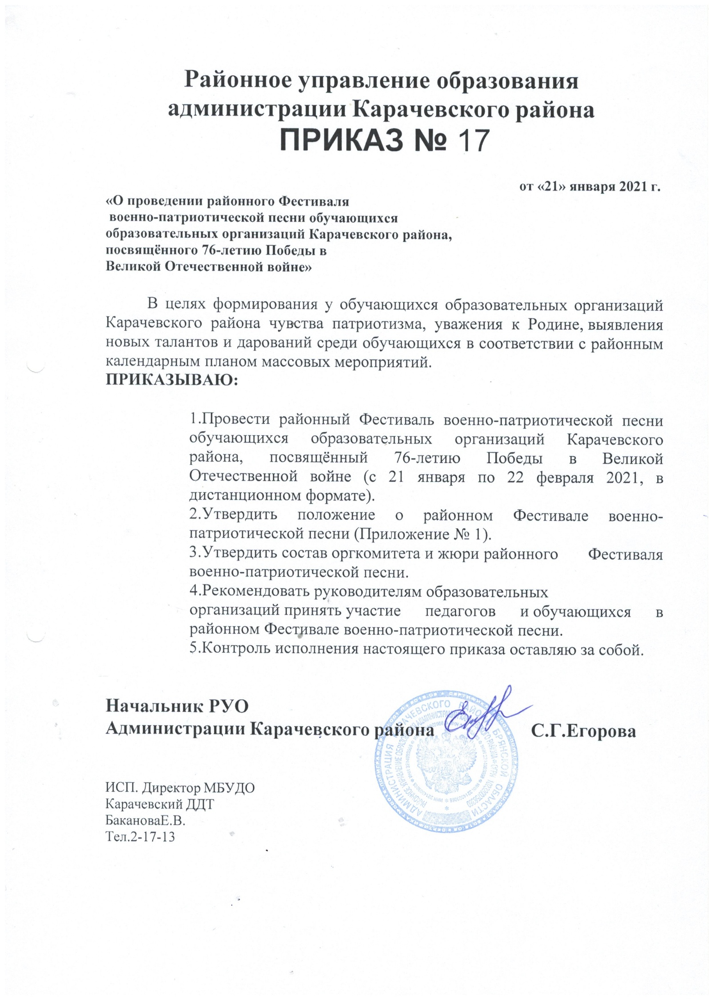 Районное управление образования
администрации Карачевского района
ПРИКАЗ № 17
от «21» января 2021 г.
«О проведении районного Фестиваля
военно-патриотической песни обучающихся
образовательных организаций Карачевского района,
посвящённого 76-летию Победы в
Великой Отечественной войне»
В целях формирования у обучающихся образовательных организаций
Карачевского района чувства патриотизма, уважения к Родине, выявления
новых талантов и дарований среди обучающихся в соответствии с районным
календарным планом массовых мероприятий.
ПРИКАЗЫВАЮ:
1.Провести районный Фестиваль военно-патриотической песни
обучающихся образовательных организаций Карачевского
района, посвящённый 76-летию Победы в Великой
Отечественной войне (с 21 января по 22 февраля 2021, в
дистанционном формате).
2.Утвердить положение о районном Фестивале военно-
патриотической песни (Приложение № 1).
3.Утвердить состав оргкомитета и жюри районного Фестиваля
военно-патриотической песни.
4.Рекомендовать руководителям образовательных
организаций принять участие педагогов и обучающихся в
районном Фестивале военно-патриотической песни.
5.Контроль исполнения настоящего приказа оставляю за собой.
Начальник РУО
Администрации Карачевского района С.Г.Егорова
АДМИНИСТРАЦИЯ КАРАЧЕВСКОГО РАЙОНА БРЯНСКОЙ ОБЛАСТИ
РАЙОННОЕ УПРАВЛЕНИЕ ОБРАЗОВАНИЯ АДМИНИСТРАЦИИ
ИСП. Директор МБУДО
Карачевский ДДТ
БакановаЕ.В.
Тел.2-17-13